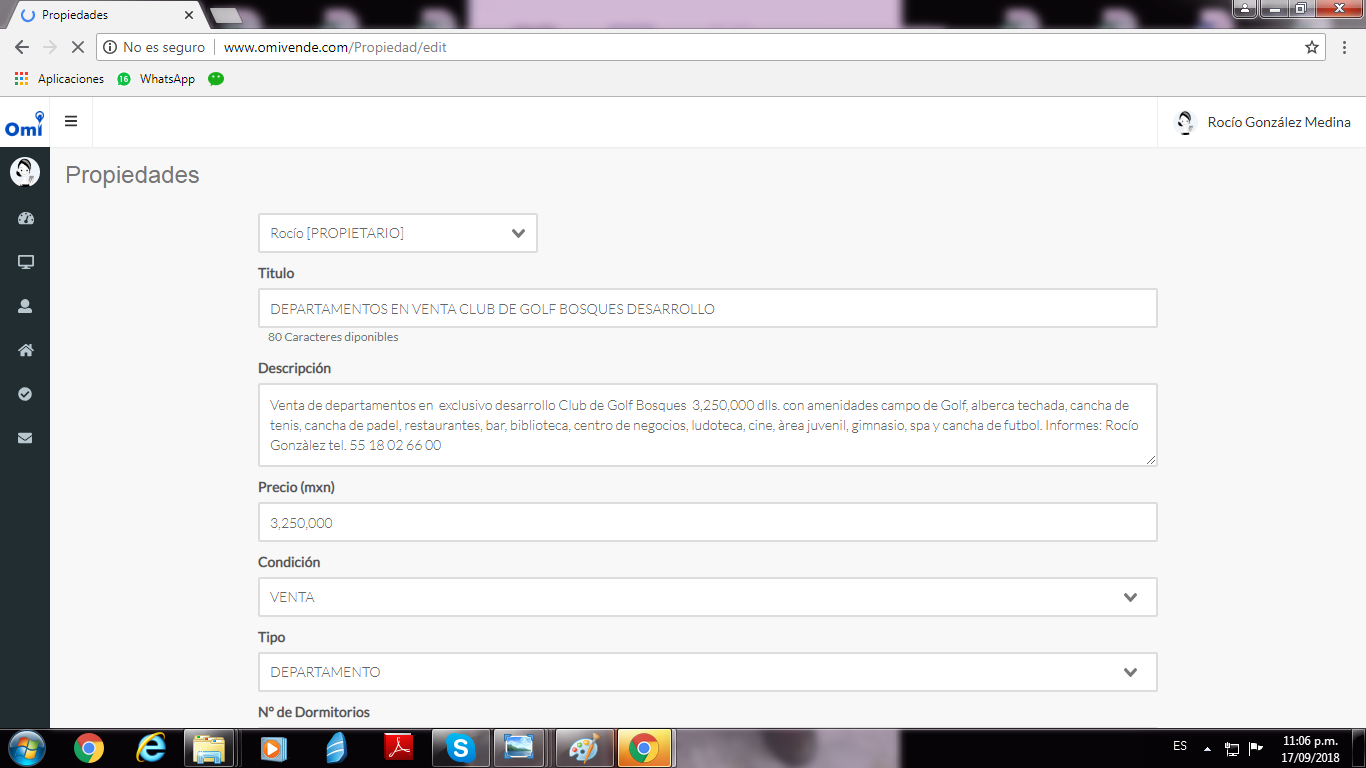 Propiedades
No es seguro
www.omivende.com/Propiedad/edit
Aplicaciones
16
WhatsApp
Omi
Rocío González Medina
Propiedades
Rocío [PROPIETARIO]
Titulo
DEPARTAMENTOS EN VENTA CLUB DE GOLF BOSQUES DESARROLLO
80 Caracteres diponibles
Descripción
Venta de departamentos en  exclusivo desarrollo Club de Golf Bosques  3,250,000 dlls. con amenidades campo de Golf, alberca techada, cancha de
tenis, cancha de padel, restaurantes, bar, biblioteca, centro de negocios, ludoteca, cine, àrea juvenil, gimnasio, spa y cancha de futbol. Informes: Rocío
Gonzàlez tel. 55 18 02 66 00
Precio (mxn)
3,250,000
Condición
VENTA
Tipo
DEPARTAMENTO
Nº de Dormitorios
ES
11:06 p.m.
17/09/2018